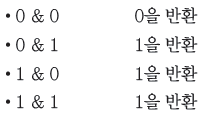 • 0 & 0 0을 반환
• 0 & 1 1을 반환
• 1 & 0 1을 반환
• 1 & 1 1을 반환